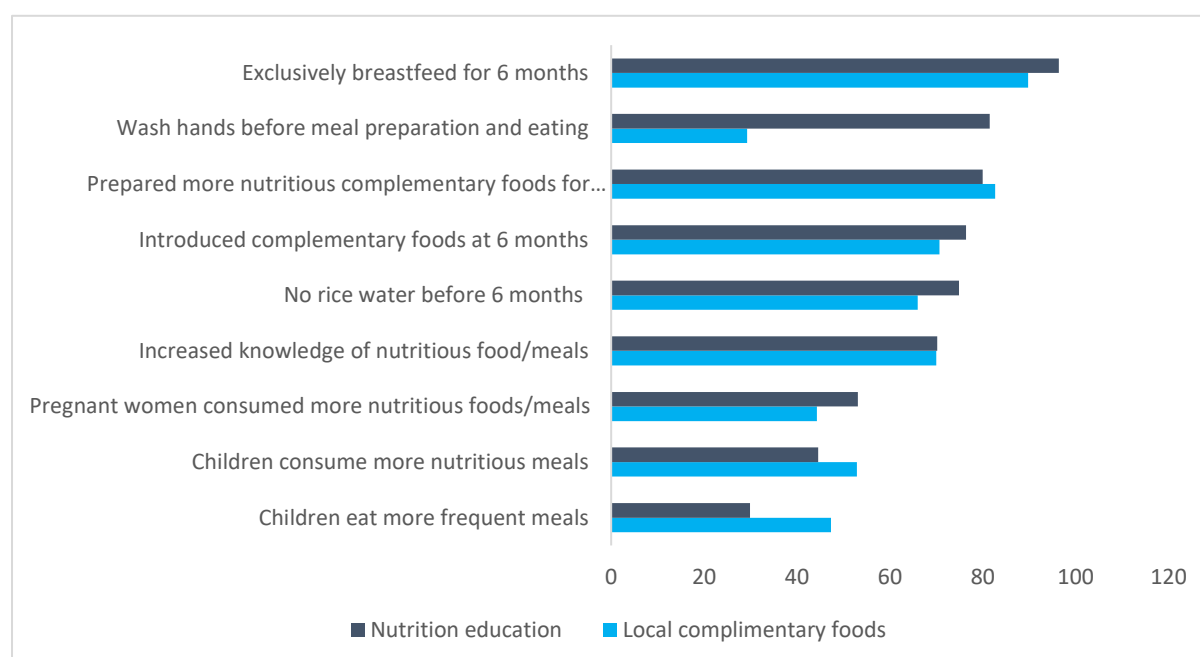 Exclusively breastfeed for 6 months
Wash hands before meal preparation and eating
Prepared more nutritious complementary foods for…
Introduced complementary foods at 6 months
No rice water before 6 months
Increased knowledge of nutritious food/meals
Pregnant women consumed more nutritious foods/meals
Children consume more nutritious meals
Children eat more frequent meals
0 20 40 60 80 100 120
Nutrition education Local complimentary foods